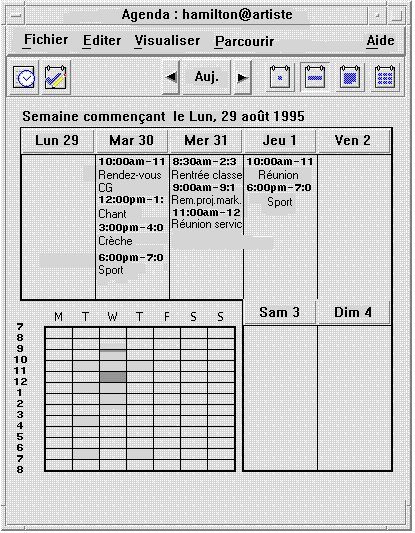 Agenda : hamilton@artiste
Fichier Editer Visualiser Parcourir Aide
Auj.
Semaine commençant le Lun, 29 août 1995
Lun 29 Mar 30 Mer 31 Jeu 1 Ven 2
10:00am-11
Rendez-vous
CG
12:00pm-1:
Chant
3:00pm-4:0
Crèche
6:00pm-7:0
Sport
8:30am-2:3
Rentrée classe
9:00am-9:1
Rem.proj.mark.
11:00am-12
Réunion servic
10:00am-11
Réunion
6:00pm-7:0
Sport
Sam 3 Dim 4
M T W T F S S
7
8
9
10
11
12
1
2
3
4
5
6
7
8